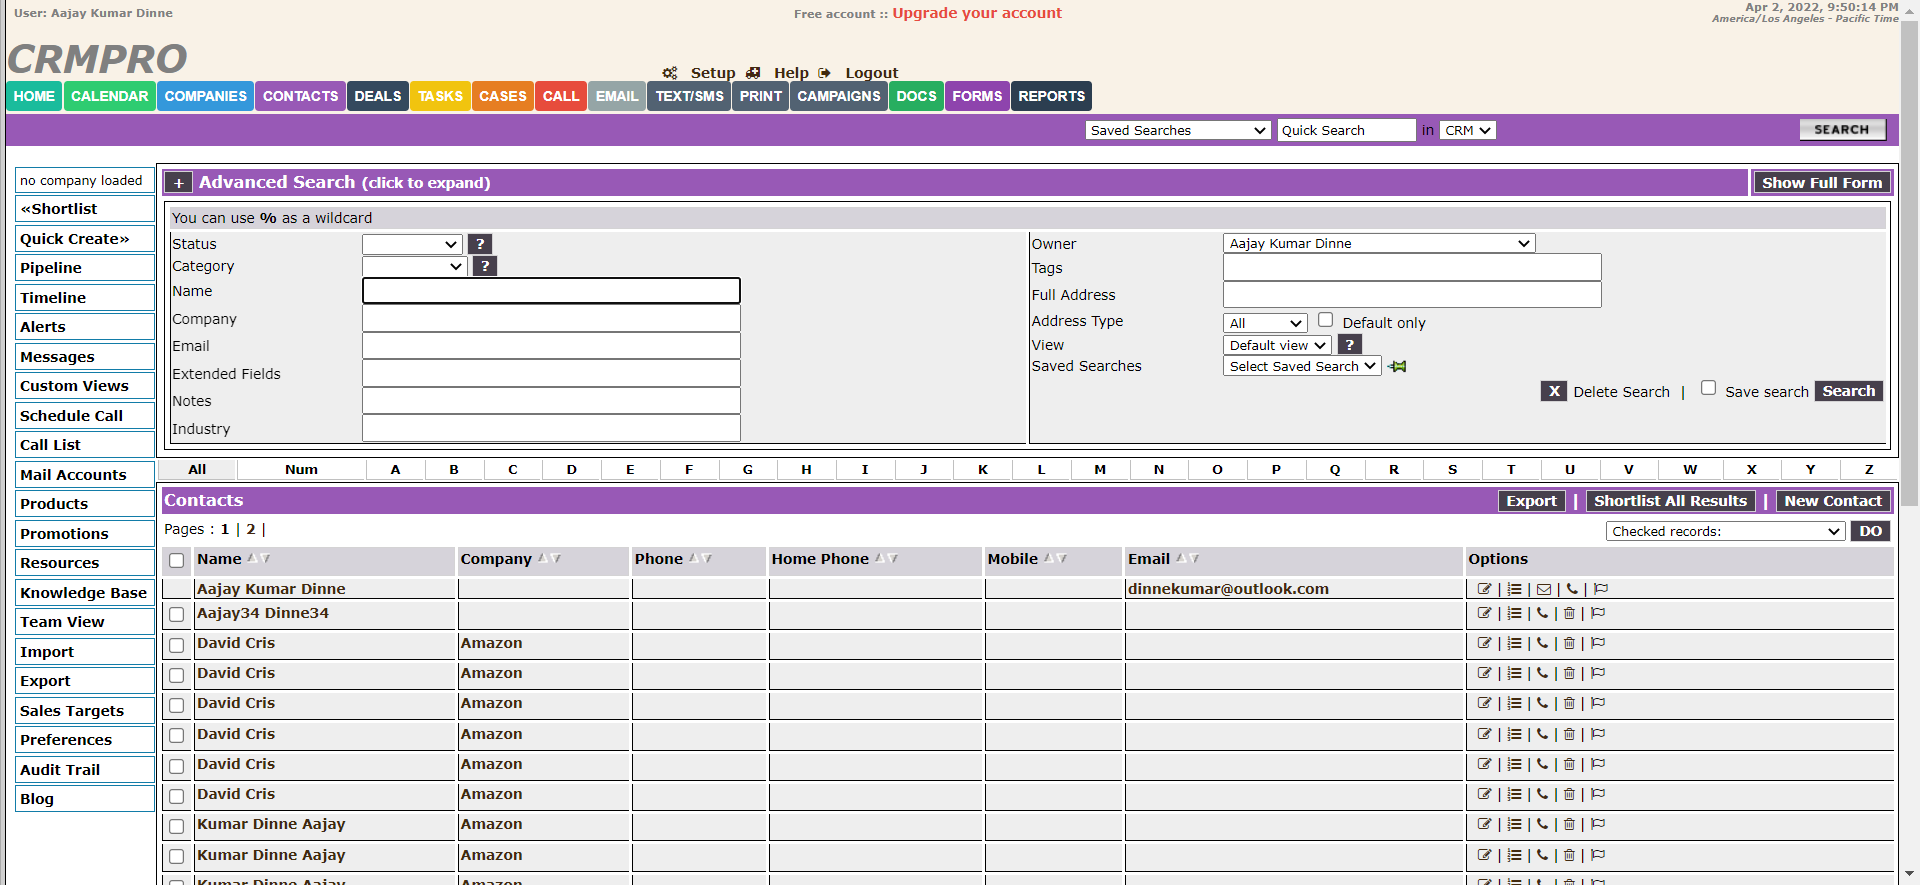 User: Aajay Kumar Dinne
Free account :: Upgrade your account
Apr 2, 2022, 9:50:14 PM
America/Los Angeles - Pacific Time
CRMPRO
Setup Help Logout
HOME CALENDAR COMPANIES CONTACTS DEALS TASKS CASES CALL EMAIL TEXT/SMS PRINT CAMPAIGNS DOCS FORMS REPORTS
Saved Searches Quick Search in CRM SEARCH
no company loaded
«Shortlist
Quick Create»
Pipeline
Timeline
Alerts
Messages
Custom Views
Schedule Call
Call List
Mail Accounts
Products
Promotions
Resources
Knowledge Base
Team View
Import
Export
Sales Targets
Preferences
Audit Trail
Blog
+ Advanced Search (click to expand) Show Full Form
You can use % as a wildcard
Status ?
Category ?
Name
Company
Email
Extended Fields
Notes
Industry
Owner Aajay Kumar Dinne
Tags
Full Address
Address Type All Default only
View Default view ?
Saved Searches Select Saved Search
X Delete Search | Save search Search
All Num A B C D E F G H I J K L M N O P Q R S T U V W X Y Z
Contacts Export | Shortlist All Results | New Contact
Pages : 1 | 2 |
Checked records: DO
Name Company Phone Home Phone Mobile Email Options
Aajay Kumar Dinne dinnekumar@outlook.com | | | |
Aajay34 Dinne34 | | | |
David Cris Amazon | | | |
David Cris Amazon | | | |
David Cris Amazon | | | |
David Cris Amazon | | | |
David Cris Amazon | | | |
David Cris Amazon | | | |
Kumar Dinne Aajay Amazon | | | |
Kumar Dinne Aajay Amazon | | | |
Kumar Dinne Aajay Amazon